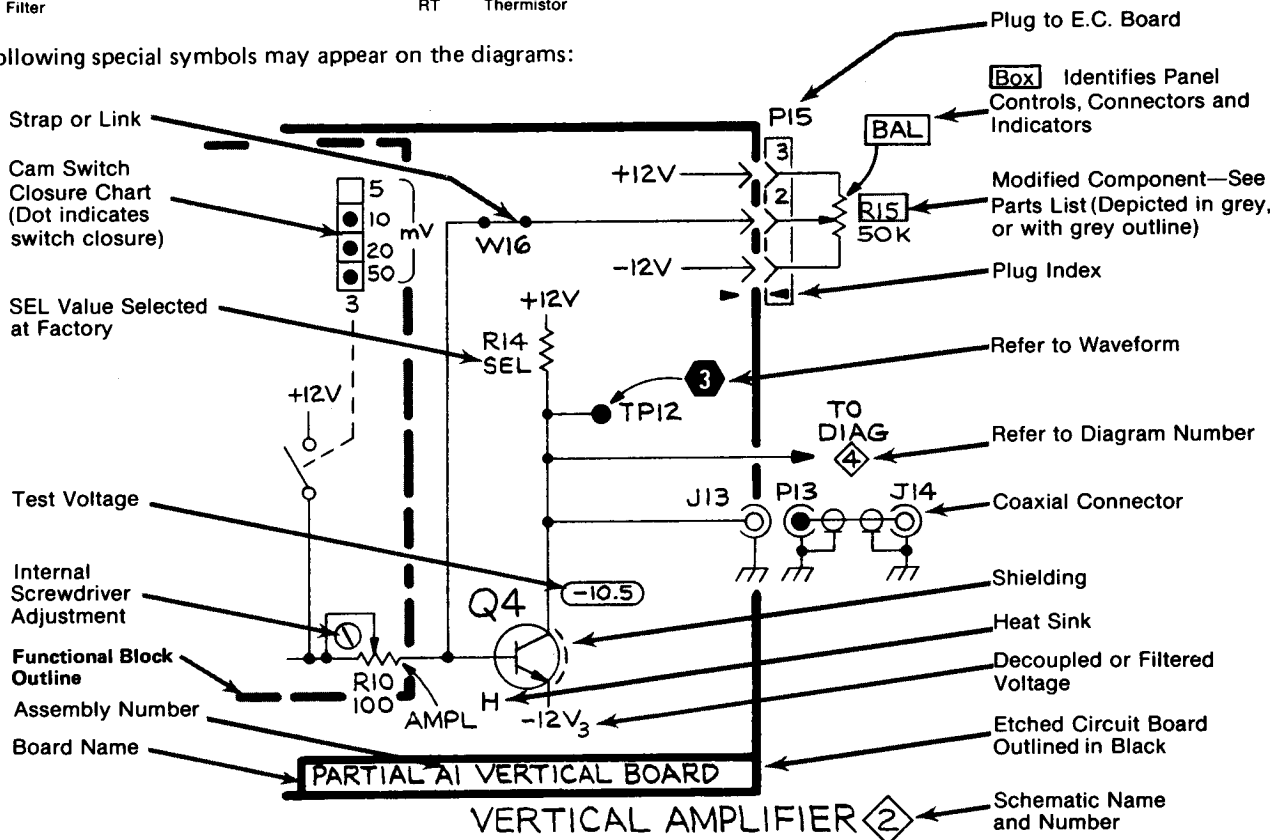 Filter
RT Thermistor
ollowing special symbols may appear on the diagrams:
Plug to E.C. Board
Box Identifies Panel
Controls, Connectors and
Indicators
Modified Component—See
Parts List (Depicted in grey,
or with grey outline)
Plug Index
Refer to Waveform
Refer to Diagram Number
Coaxial Connector
Shielding
Heat Sink
Decoupled or Filtered
Voltage
Etched Circuit Board
Outlined in Black
Schematic Name
and Number
Strap or Link
Cam Switch
Closure Chart
(Dot indicates
switch closure)
SEL Value Selected
at Factory
Test Voltage
Internal
Screwdriver
Adjustment
Functional Block
Outline
Assembly Number
Board Name
5
10
20
50
mV
3
+12V
W16
+12V
-12V
P15
3
2
BAL
R15
50K
+12V
R14
SEL
3
TP12
TO
DIAG
4
J13
P13
J14
-10.5
Q4
H
-12V3
R10
100
AMPL
PARTIAL A1 VERTICAL BOARD
VERTICAL AMPLIFIER 2